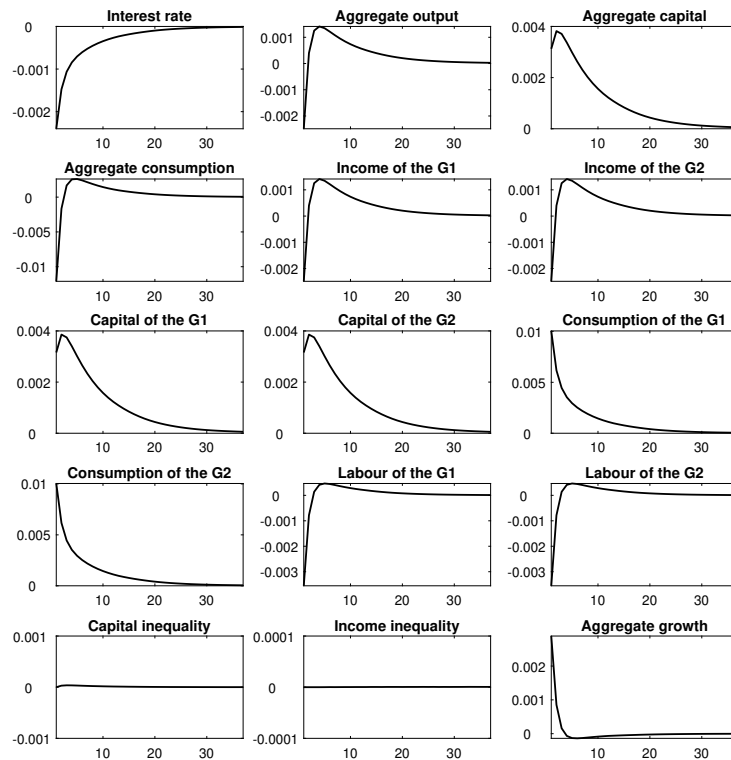 Interest rate
0
-0.001
-0.002
10 20 30
Aggregate output
0.001
0
-0.001
-0.002
10 20 30
Aggregate capital
0.004
0.002
0
10 20 30
Aggregate consumption
0
-0.005
-0.01
10 20 30
Income of the G1
0.001
0
-0.001
-0.002
10 20 30
Income of the G2
0.001
0
-0.001
-0.002
10 20 30
Capital of the G1
0.004
0.002
0
10 20 30
Capital of the G2
0.004
0.002
0
10 20 30
Consumption of the G1
0.01
0.005
0
10 20 30
Consumption of the G2
0.01
0.005
0
10 20 30
Labour of the G1
0
-0.001
-0.002
-0.003
10 20 30
Labour of the G2
0
-0.001
-0.002
-0.003
10 20 30
Capital inequality
0.001
0
-0.001
10 20 30
Income inequality
0.0001
0
-0.0001
10 20 30
Aggregate growth
0.002
0.001
0
10 20 30